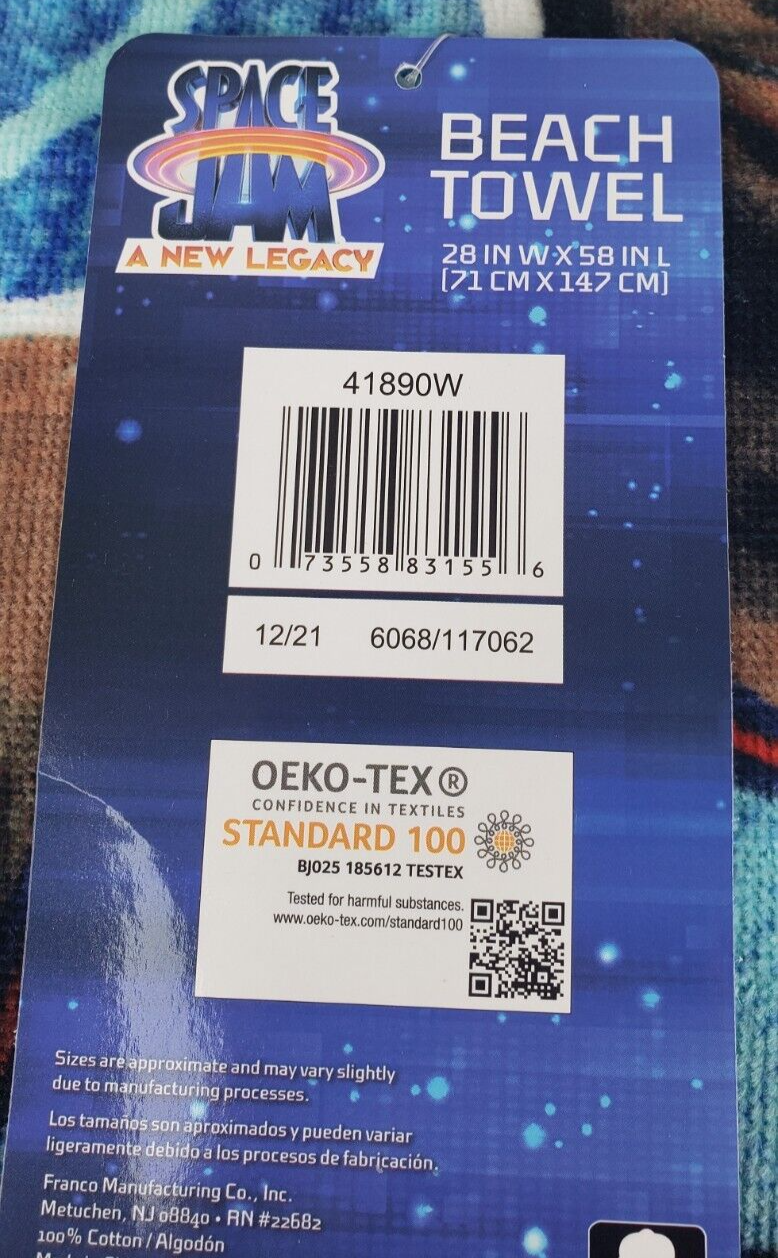 SPACE
JAM
A NEW LEGACY
BEACH
TOWEL
28 IN W X 58 IN L
(71 CM X 147 CM)
41890W
0 73558 83155 6
12/21 6068/117062
OEKO-TEX®
CONFIDENCE IN TEXTILES
STANDARD 100
BJ025 185612 TESTEX
Tested for harmful substances.
www.oeko-tex.com/standard100
Sizes are approximate and may vary slightly
due to manufacturing processes.
Los tamaños son aproximados y pueden variar
ligeramente debido a los procesos de fabricación.
Franco Manufacturing Co., Inc.
Metuchen, NJ 08840 • RN #22682
100% Cotton / Algodón